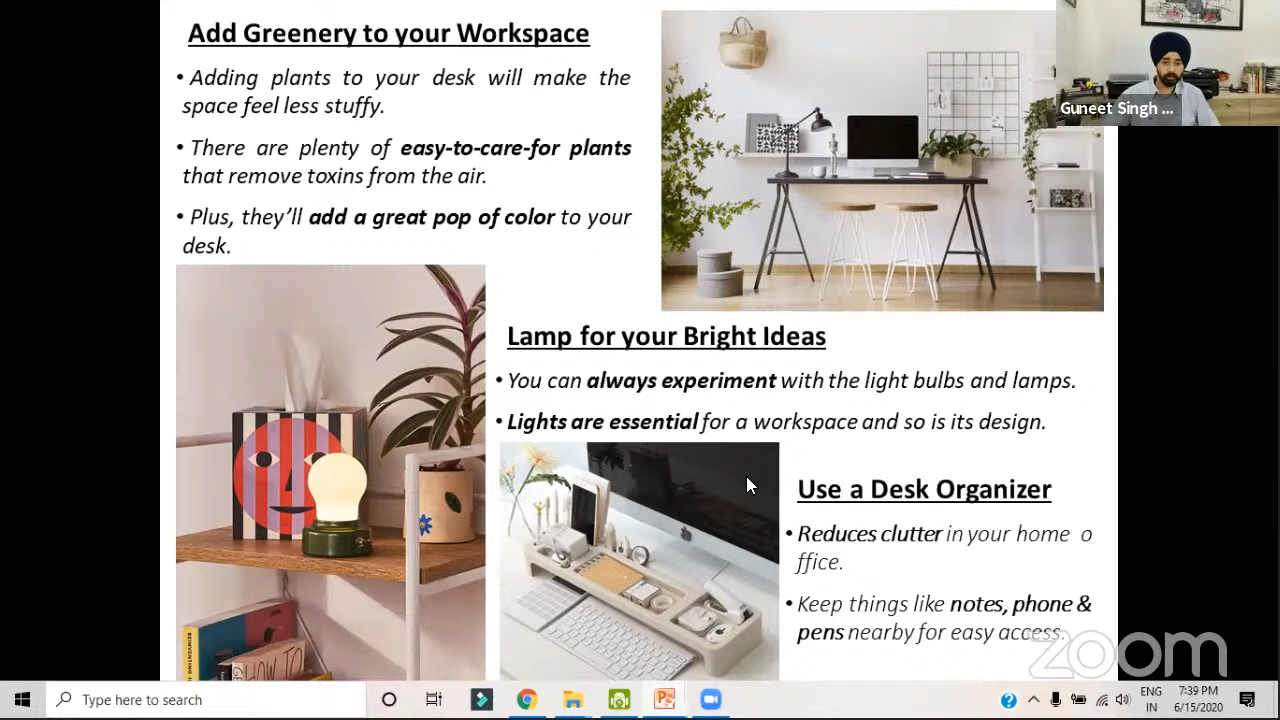 Add Greenery to your Workspace
• Adding plants to your desk will make the
space feel less stuffy.
• There are plenty of easy-to-care-for plants
that remove toxins from the air.
• Plus, they’ll add a great pop of color to your
desk.
Guneet Singh ...
Lamp for your Bright Ideas
• You can always experiment with the light bulbs and lamps.
• Lights are essential for a workspace and so is its design.
Use a Desk Organizer
• Reduces clutter in your home o
ffice.
• Keep things like notes, phone &
pens nearby for easy access.
zoom
HOW TO
Type here to search
ENG
IN
7:39 PM
6/15/2020